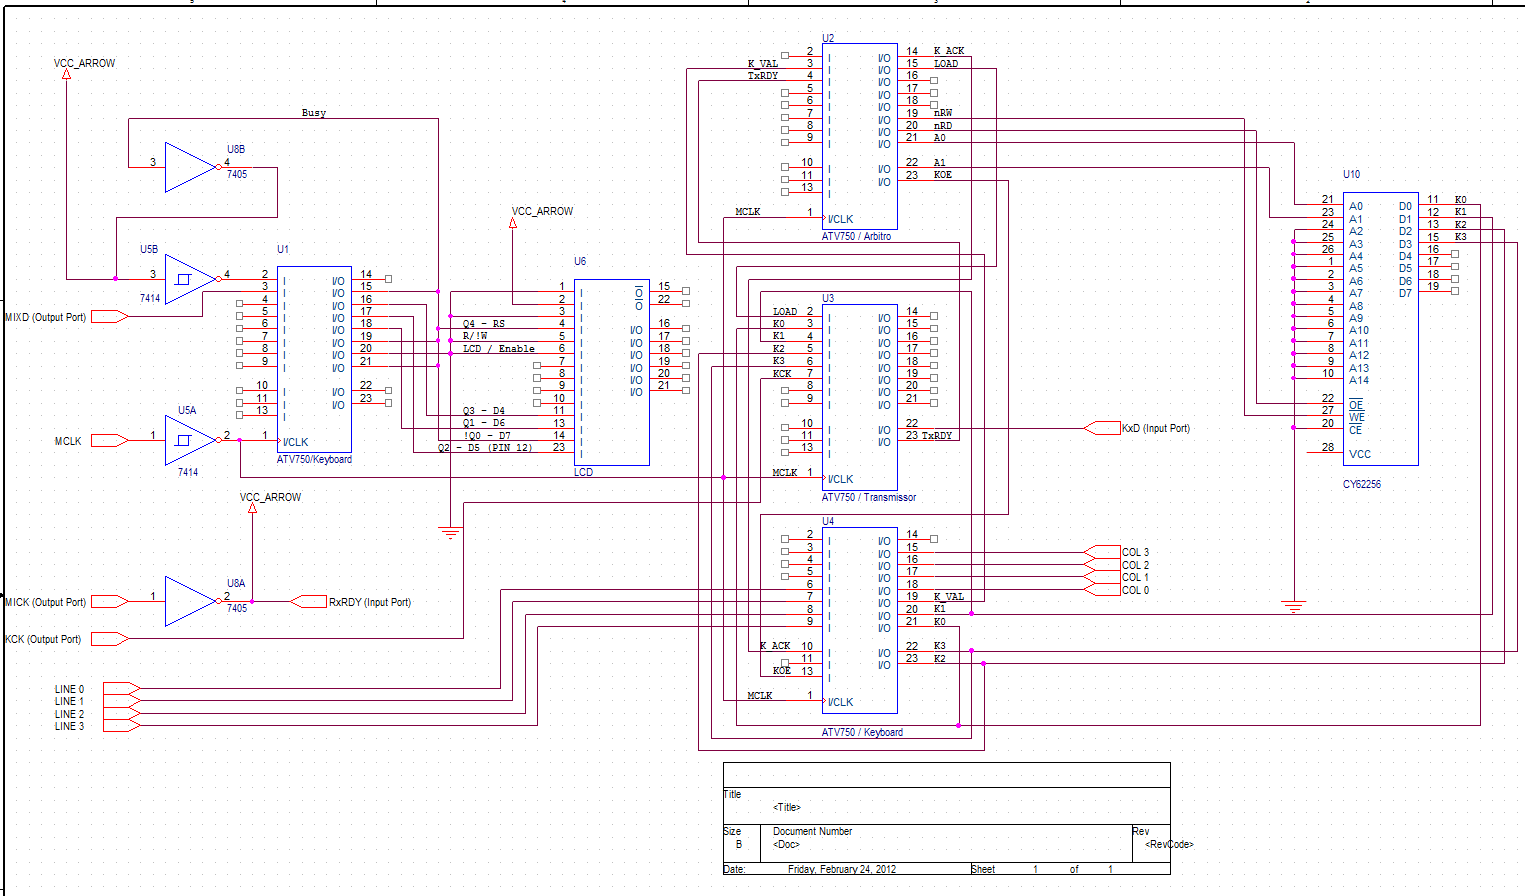 VCC_ARROW
Busy
3
U8B
4
7405
U5B
3
4
7414
MIXD (Output Port)
U1
2 I I/O 14
3 I I/O 15
4 I I/O 16
5 I I/O 17
6 I I/O 18
7 I I/O 19
8 I I/O 20
9 I I/O 21
10 I I/O 22
11 I I/O 23
13 I
1 I/CLK
ATV750/Keyboard
MCLK
1
U5A
2
7414
VCC_ARROW
MICK (Output Port)
1
U8A
2
7405
RxRDY (Input Port)
KCK (Output Port)
LINE 0
LINE 1
LINE 2
LINE 3
VCC_ARROW
U6
1 I O 15
2 I O 22
3 I
Q4 - RS 4 I I/O 16
R/!W 5 I I/O 17
LCD / Enable 6 I I/O 18
7 I I/O 19
8 I I/O 20
9 I I/O 21
10 I
Q3 - D4 11 I
Q1 - D6 13 I
!Q0 - D7 14 I
Q2 - D5 (PIN 12) 23 I
LCD
U2
2 I I/O 14 K_ACK
K_VAL 3 I I/O 15 LOAD
TxRDY 4 I I/O 16
5 I I/O 17
6 I I/O 18
7 I I/O 19 nRW
8 I I/O 20 nRD
9 I I/O 21 A0
10 I I/O 22 A1
11 I I/O 23 KOE
13 I
MCLK 1 I/CLK
ATV750 / Arbitro
U3
LOAD 2 I I/O 14
K0 3 I I/O 15
K1 4 I I/O 16
K2 5 I I/O 17
K3 6 I I/O 18
KCK 7 I I/O 19
8 I I/O 20
9 I I/O 21
10 I I/O 22
11 I I/O 23 TxRDY
13 I
MCLK 1 I/CLK
ATV750 / Transmissor
KxD (Input Port)
U4
2 I I/O 14
3 I I/O 15
4 I I/O 16
5 I I/O 17
6 I I/O 18
7 I I/O 19 K_VAL
8 I I/O 20 K1
9 I I/O 21 K0
K_ACK 10 I I/O 22 K3
11 I I/O 23 K2
KOE 13 I
MCLK 1 I/CLK
ATV750 / Keyboard
COL 3
COL 2
COL 1
COL 0
U10
21 A0 D0 11 K0
23 A1 D1 12 K1
24 A2 D2 13 K2
25 A3 D3 15 K3
26 A4 D4 16
1 A5 D5 17
2 A6 D6 18
3 A7 D7 19
4 A8
5 A9
6 A10
7 A11
8 A12
9 A13
10 A14
22 OE
27 WE
20 CE
28 VCC
CY62256
Title
<Title>
Size Document Number Rev
B <Doc> <RevCode>
Date: Friday, February 24, 2012 Sheet 1 of 1